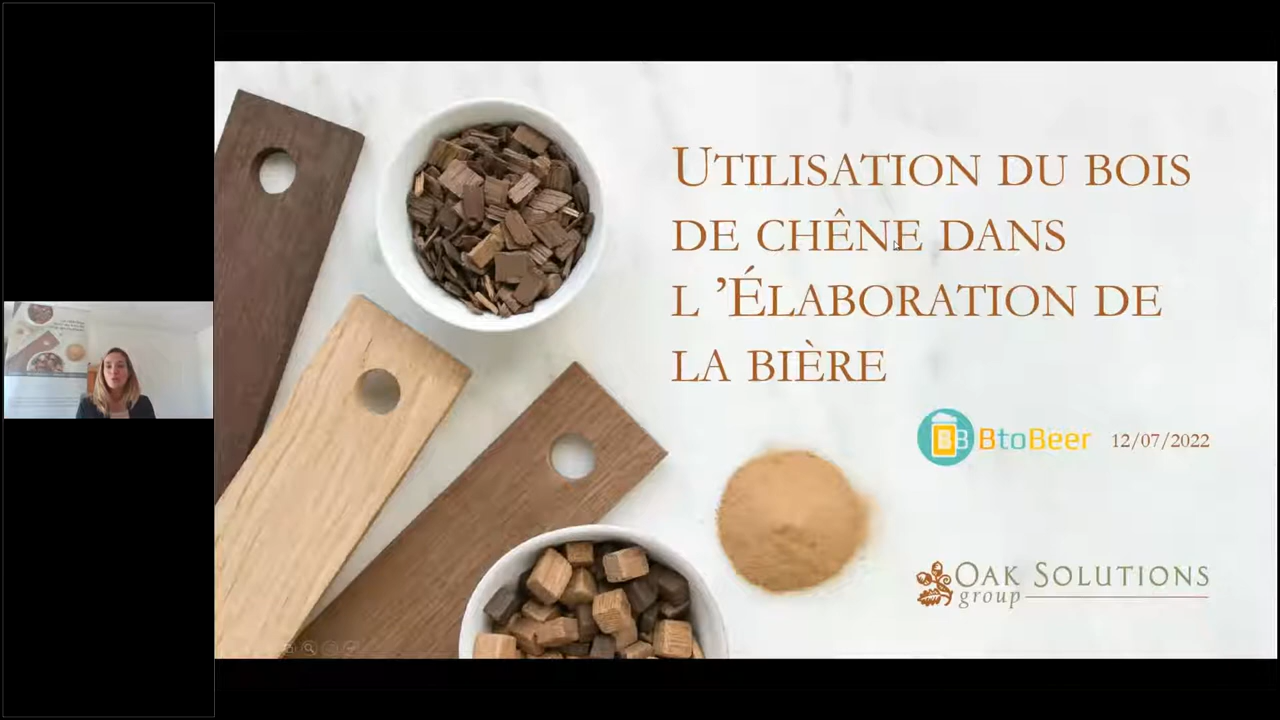 UTILISATION DU BOIS
DE CHÊNE DANS
L ’ÉLABORATION DE
LA BIÈRE
BtoBeer 12/07/2022
OAK SOLUTIONS
group